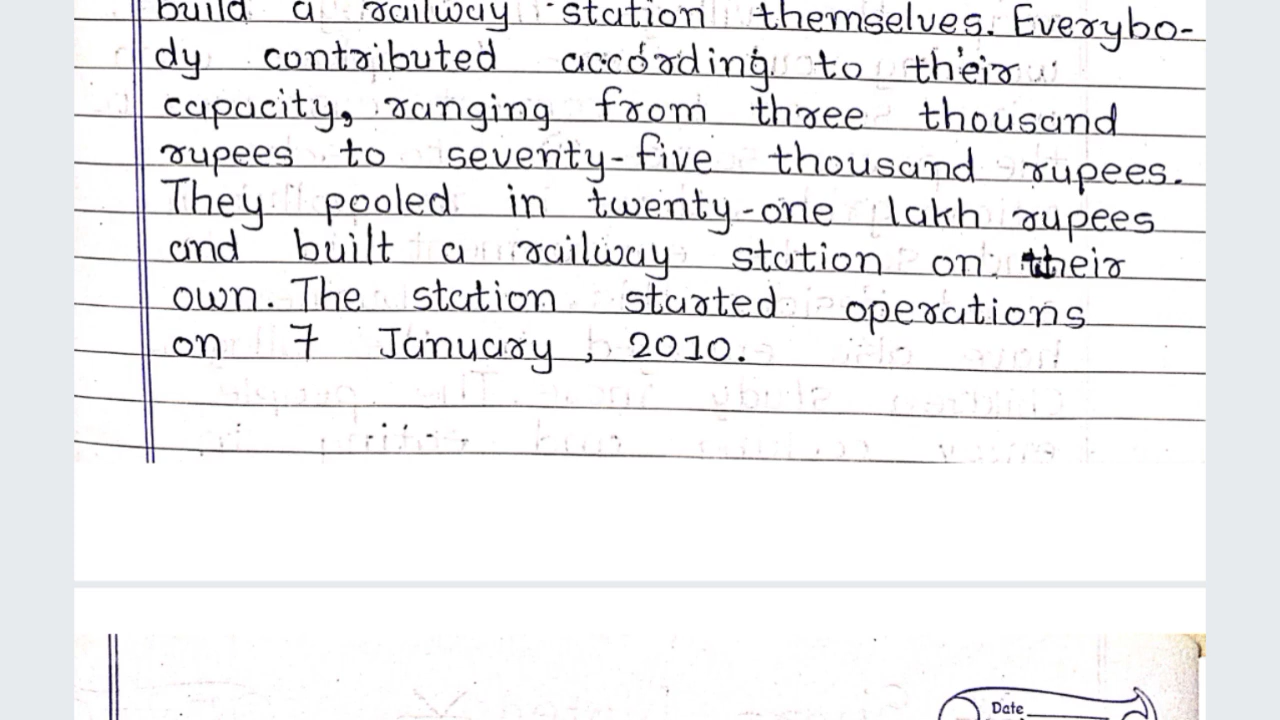 build a railway station themselves. Everybo-
dy contributed according to their
capacity, ranging from three thousand
rupees to seventy-five thousand rupees.
They pooled in twenty-one lakh rupees
and built a railway station on their
own. The station started operations
on 7 January, 2010.
Date